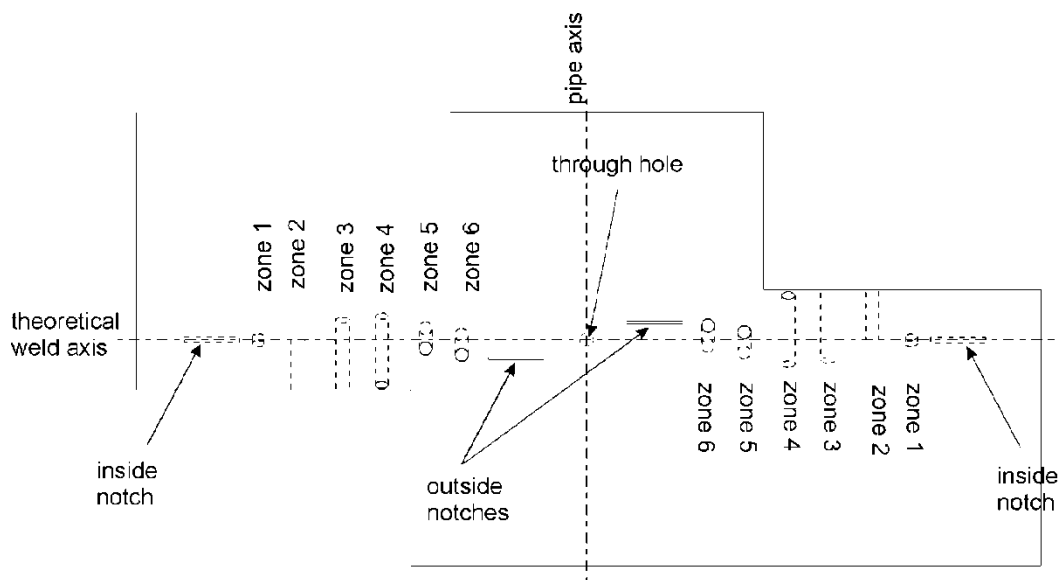 pipe axis
through hole
zone 1
zone 2
zone 3
zone 4
zone 5
zone 6
theoretical
weld axis
zone 6
zone 5
zone 4
zone 3
zone 2
zone 1
inside
notch
outside
notches
inside
notch